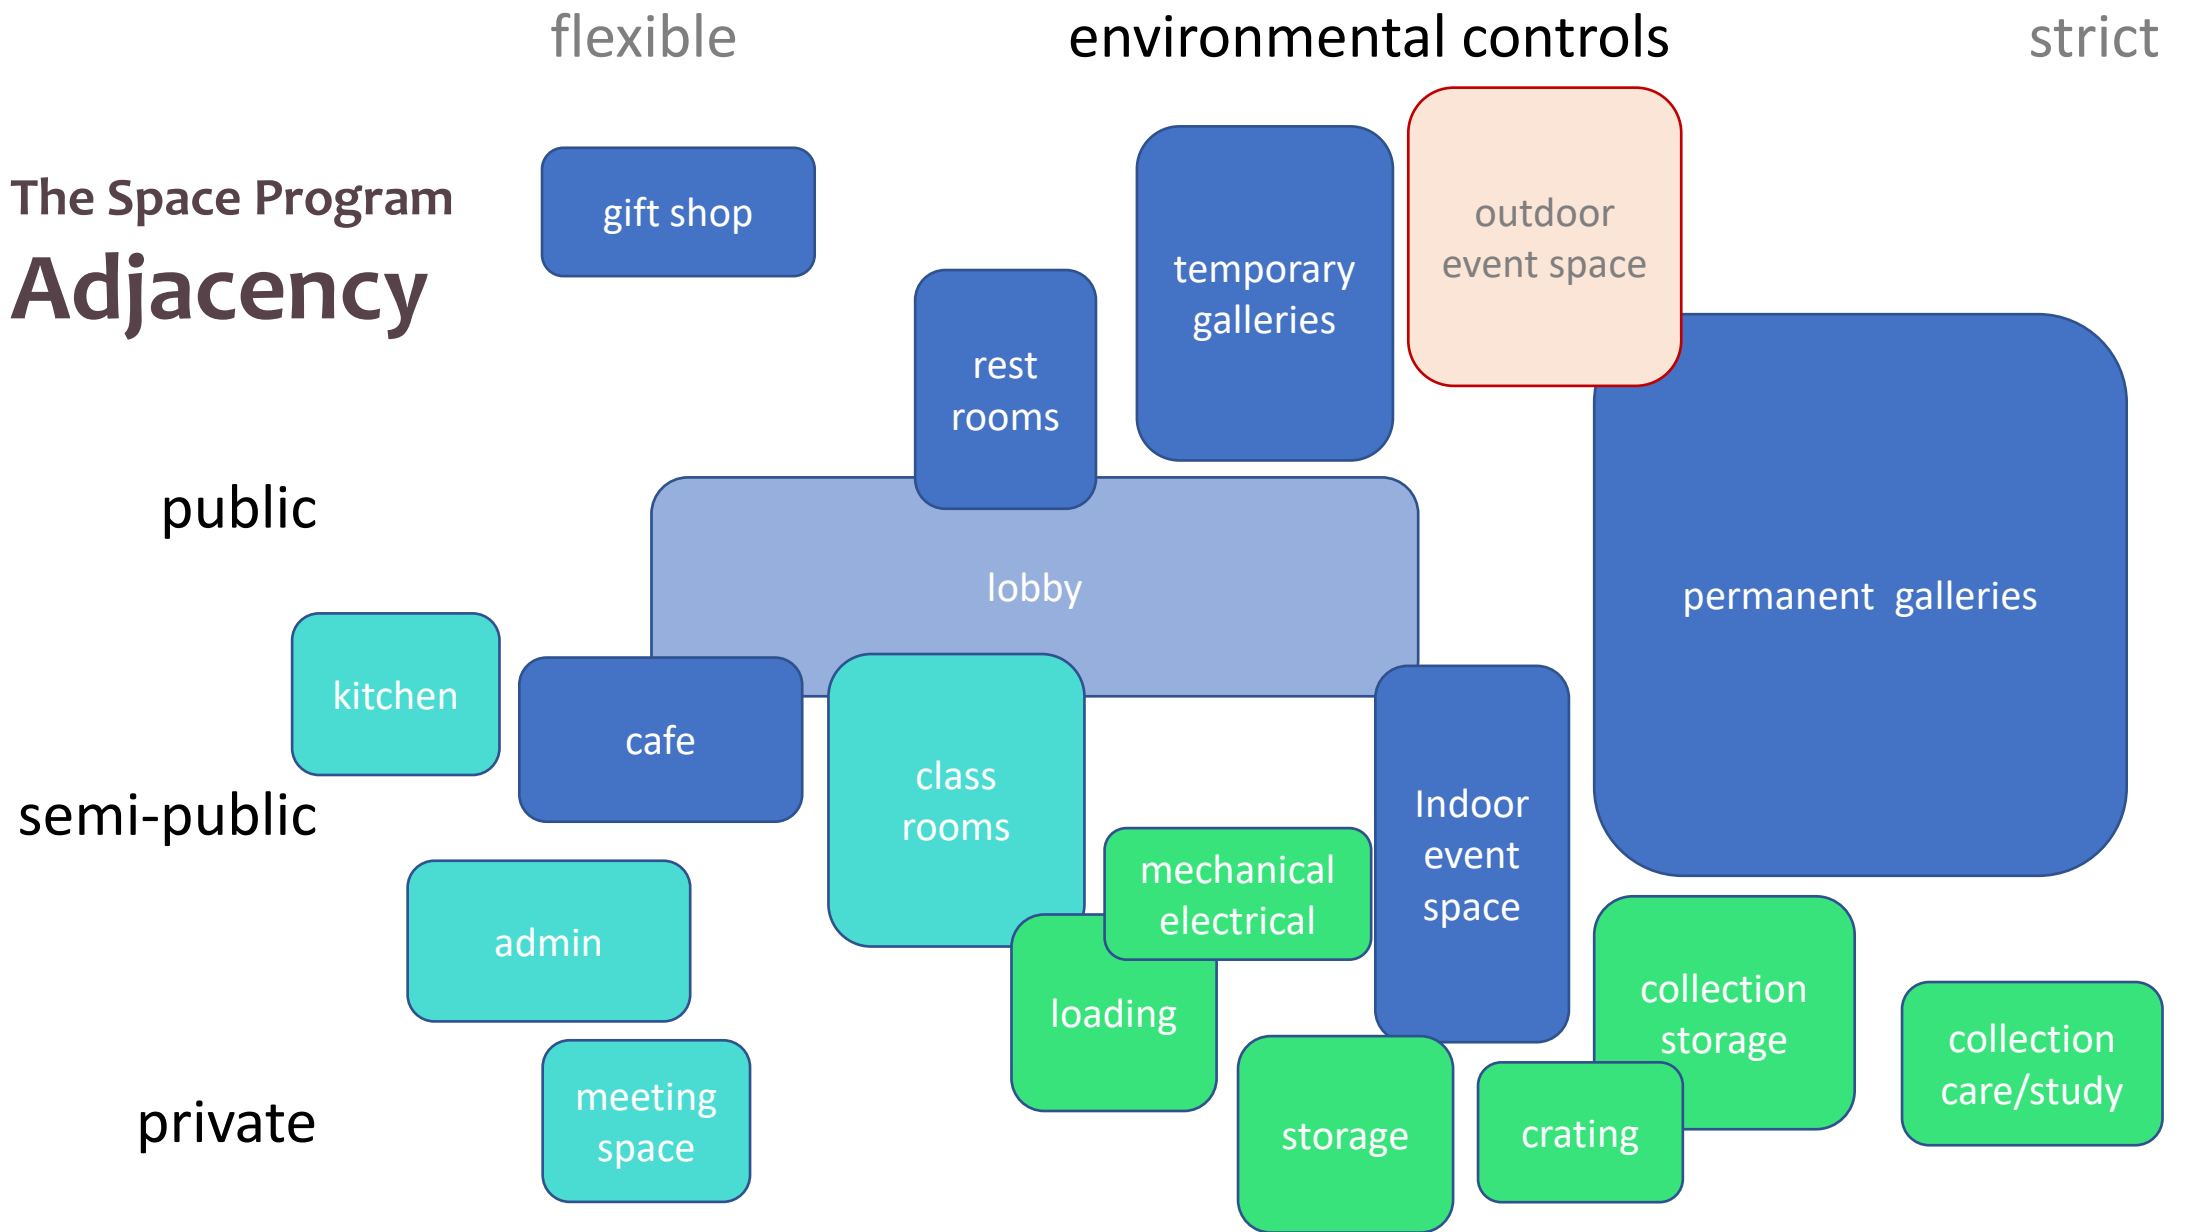 flexible
environmental controls
strict
The Space Program
Adjacency
gift shop
temporary
galleries
outdoor
event space
rest
rooms
public
lobby
permanent galleries
kitchen
cafe
semi-public
class
rooms
mechanical
electrical
Indoor
event
space
admin
loading
collection
storage
collection
care/study
private
meeting
space
storage
crating